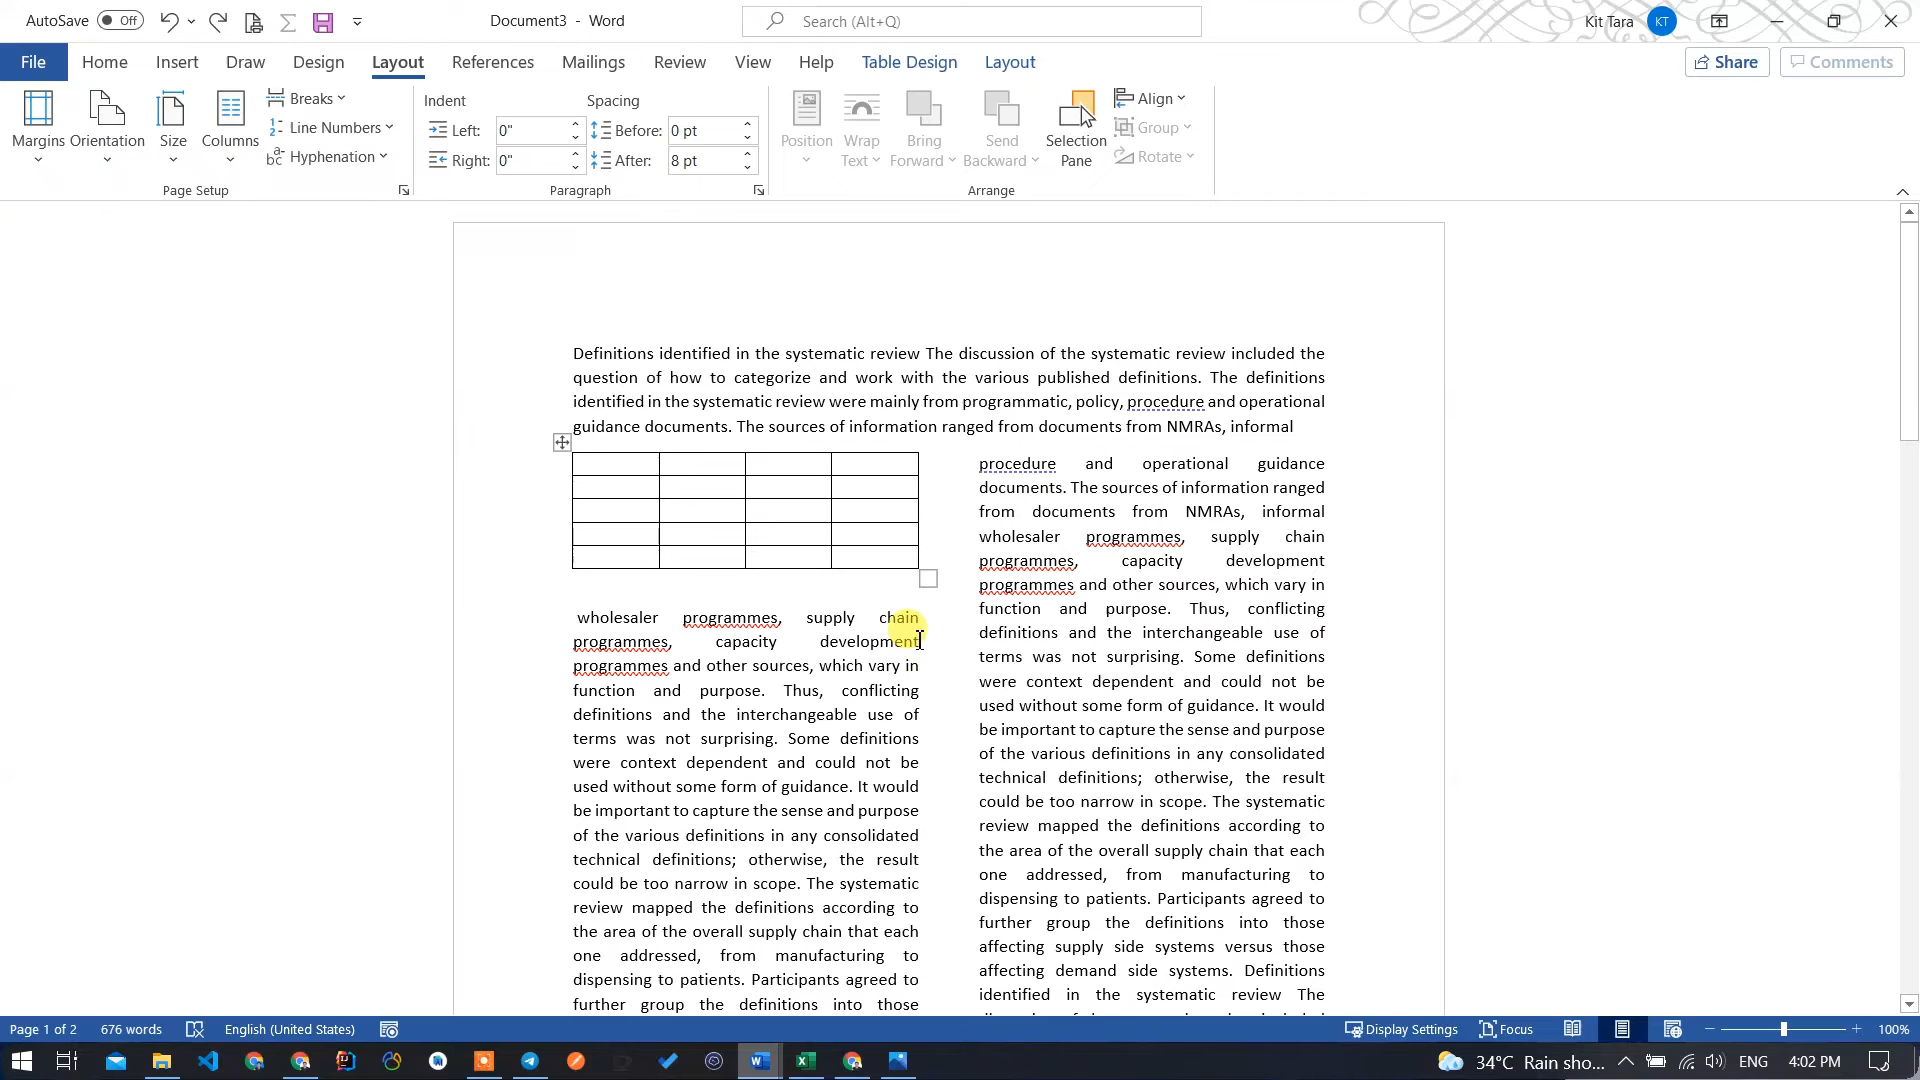 AutoSave Off
Document3 - Word
Search (Alt+Q)
Kit Tara KT
File Home Insert Draw Design Layout References Mailings Review View Help Table Design Layout
Share Comments
Margins Orientation Size Columns
Breaks
Line Numbers
Hyphenation
Page Setup
Indent
Left: 0"
Right: 0"
Spacing
Before: 0 pt
After: 8 pt
Paragraph
Position
Wrap Text
Bring Forward
Send Backward
Selection Pane
Align
Group
Rotate
Arrange
Definitions identified in the systematic review The discussion of the systematic review included the
question of how to categorize and work with the various published definitions. The definitions
identified in the systematic review were mainly from programmatic, policy, procedure and operational
guidance documents. The sources of information ranged from documents from NMRAs, informal
wholesaler programmes, supply chain
programmes, capacity development
programmes and other sources, which vary in
function and purpose. Thus, conflicting
definitions and the interchangeable use of
terms was not surprising. Some definitions
were context dependent and could not be
used without some form of guidance. It would
be important to capture the sense and purpose
of the various definitions in any consolidated
technical definitions; otherwise, the result
could be too narrow in scope. The systematic
review mapped the definitions according to
the area of the overall supply chain that each
one addressed, from manufacturing to
dispensing to patients. Participants agreed to
further group the definitions into those
procedure and operational guidance
documents. The sources of information ranged
from documents from NMRAs, informal
wholesaler programmes, supply chain
programmes, capacity development
programmes and other sources, which vary in
function and purpose. Thus, conflicting
definitions and the interchangeable use of
terms was not surprising. Some definitions
were context dependent and could not be
used without some form of guidance. It would
be important to capture the sense and purpose
of the various definitions in any consolidated
technical definitions; otherwise, the result
could be too narrow in scope. The systematic
review mapped the definitions according to
the area of the overall supply chain that each
one addressed, from manufacturing to
dispensing to patients. Participants agreed to
further group the definitions into those
affecting supply side systems versus those
affecting demand side systems. Definitions
identified in the systematic review The
Page 1 of 2 676 words English (United States) Display Settings Focus 100%
34°C Rain sho... ENG 4:02 PM